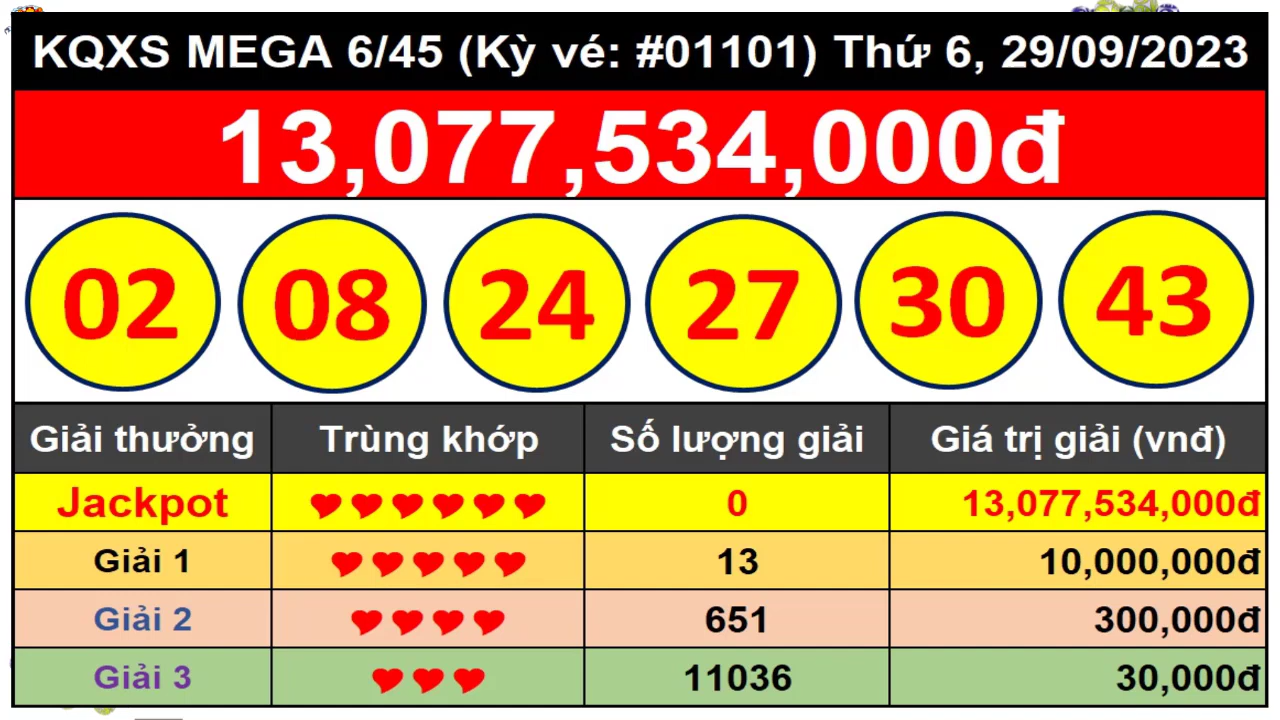 KQXS MEGA 6/45 (Kỳ vé: #01101) Thứ 6, 29/09/2023
13,077,534,000đ
02 08 24 27 30 43
Giải thưởng Trùng khớp Số lượng giải Giá trị giải (vnđ)
Jackpot 0 13,077,534,000đ
Giải 1 13 10,000,000đ
Giải 2 651 300,000đ
Giải 3 11036 30,000đ